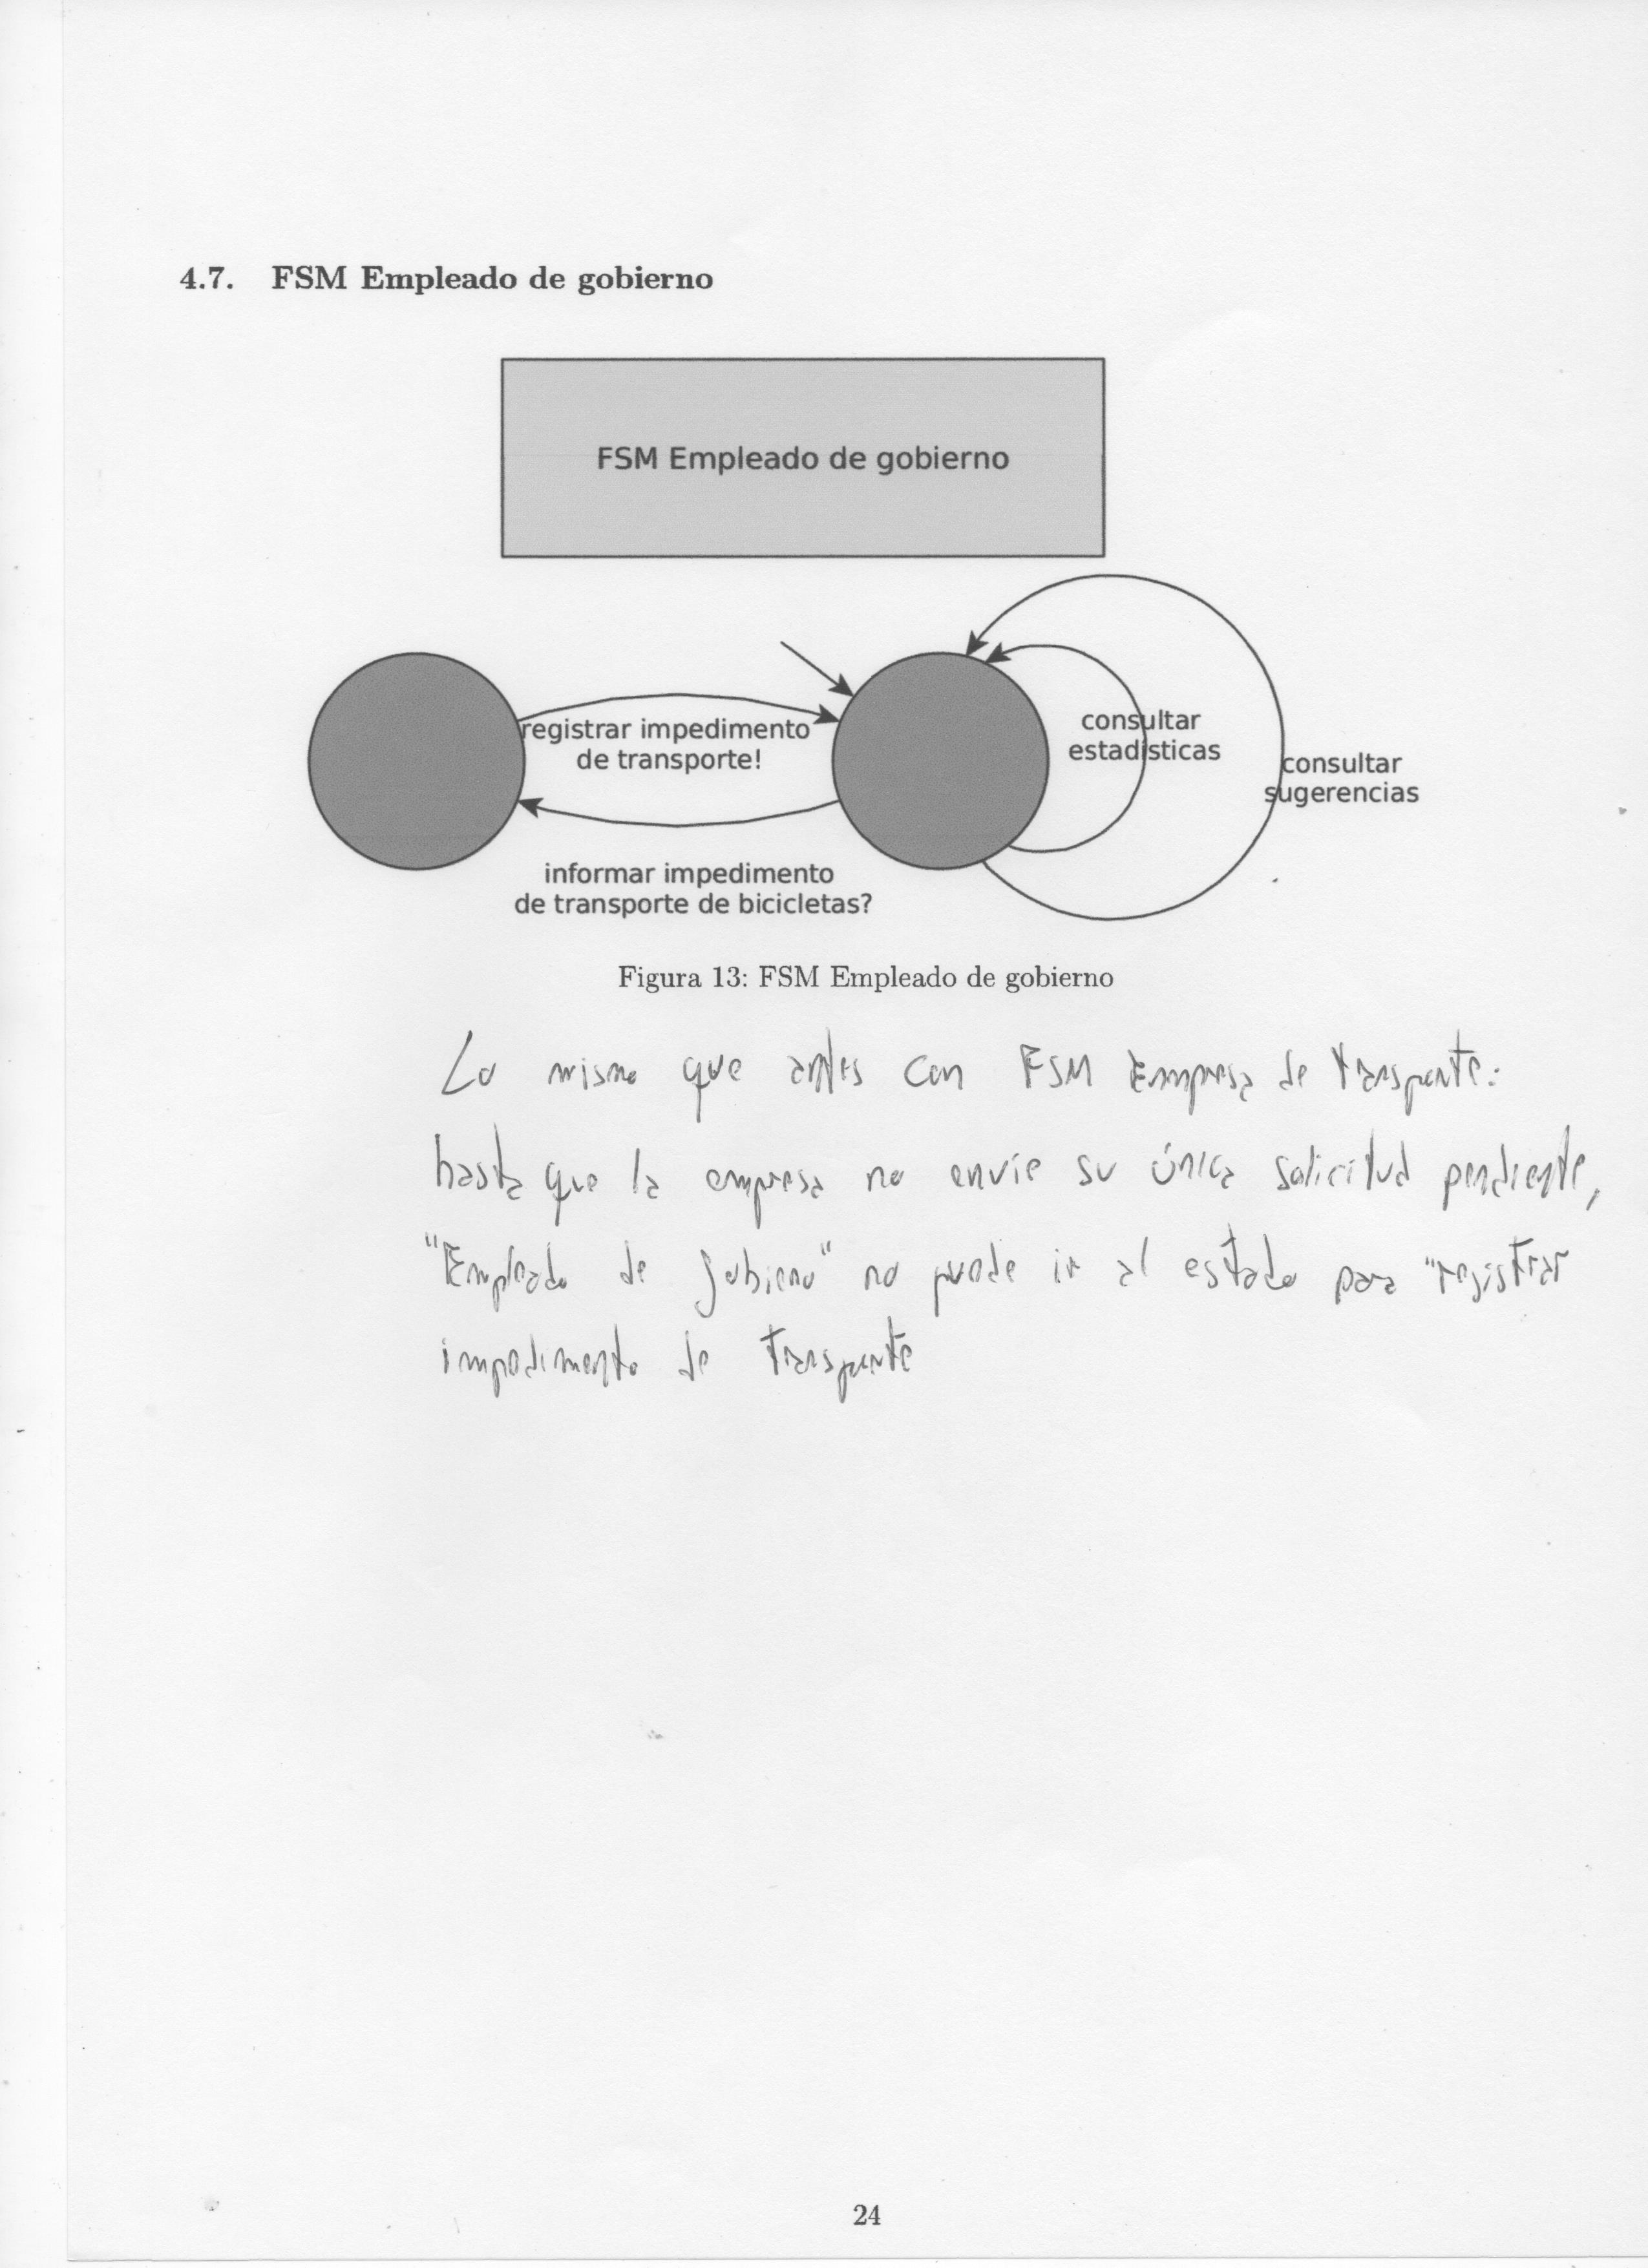 4.7. FSM Empleado de gobierno
FSM Empleado de gobierno
registrar impedimento
de transporte!
consultar
estadísticas
consultar
sugerencias
informar impedimento
de transporte de bicicletas?
Figura 13: FSM Empleado de gobierno
Lo mismo que antes con FSM Empresa de transporte:
hasta que la empresa no envíe su única solicitud pendiente,
"Empleado de gobierno" no puede ir al estado para "registrar
impedimento de transporte
24